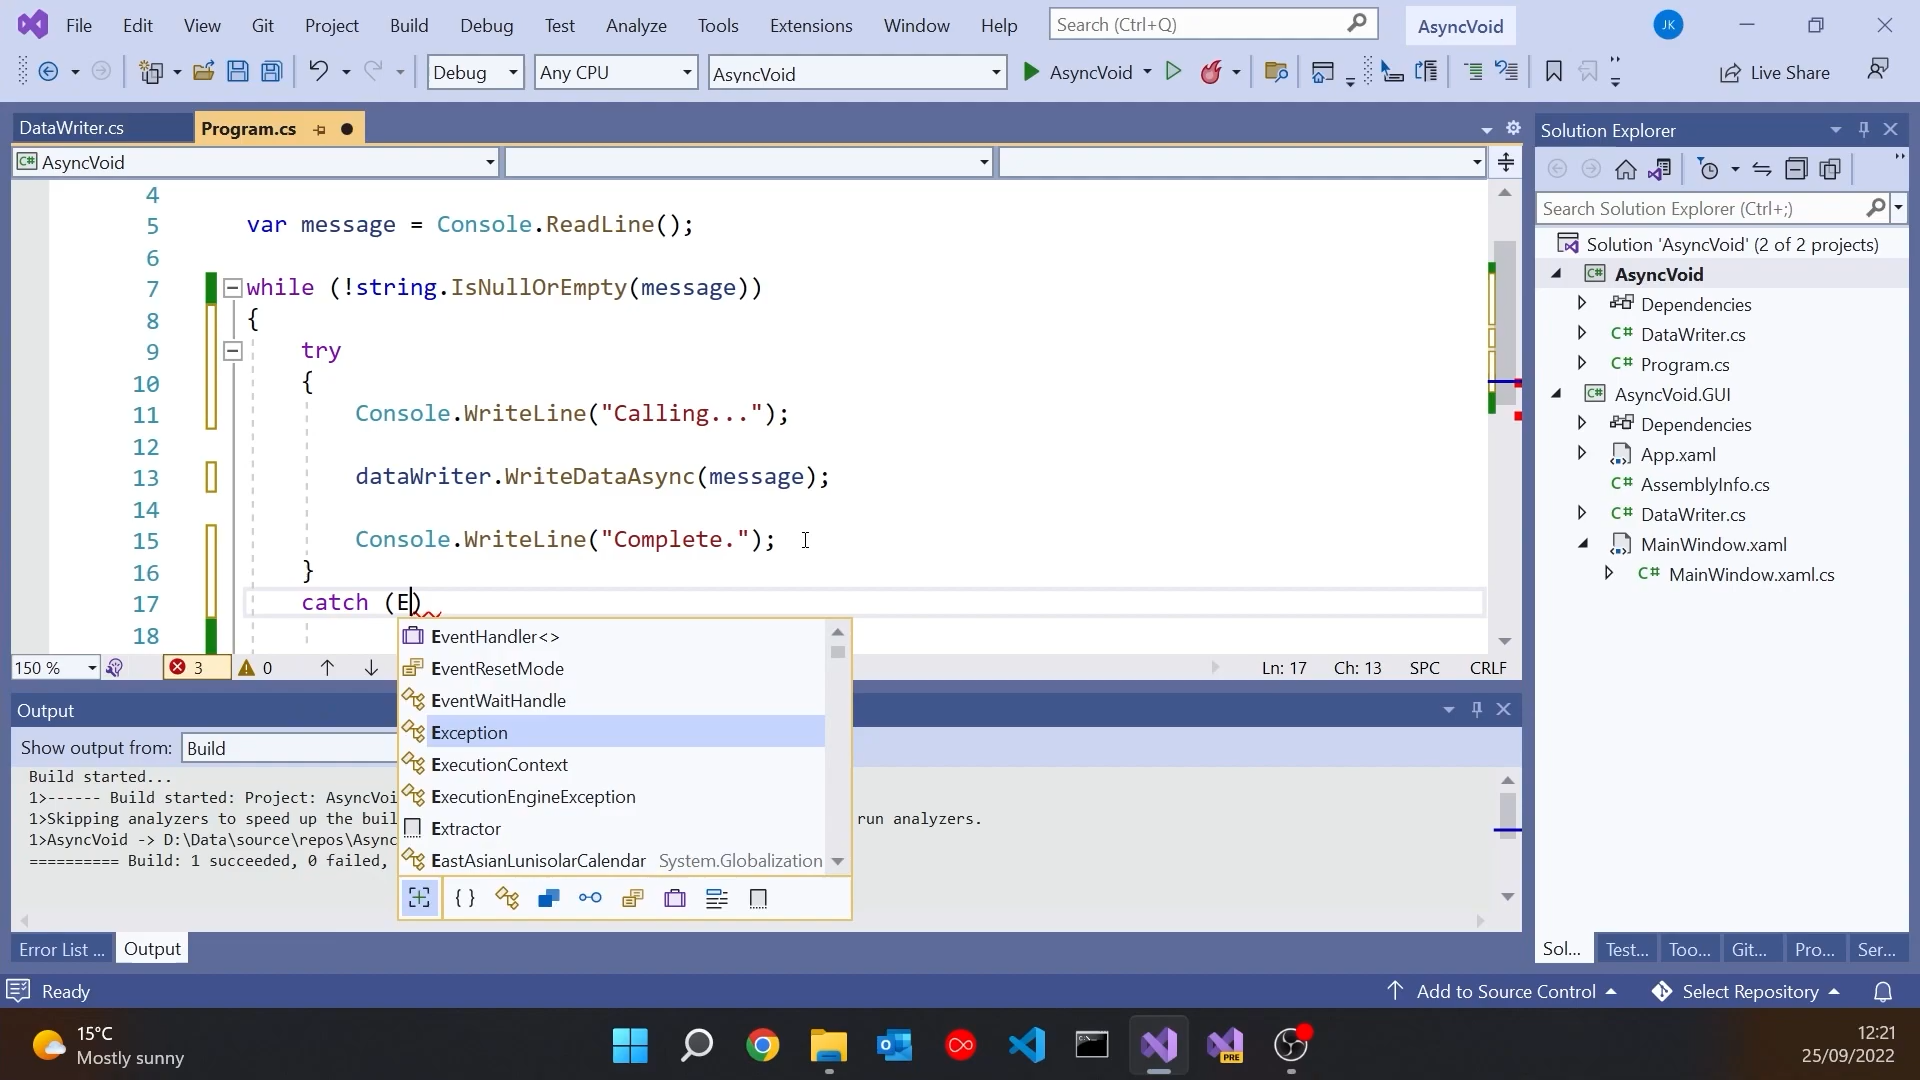 File Edit View Git Project Build Debug Test Analyze Tools Extensions Window Help Search (Ctrl+Q) AsyncVoid JK
Debug Any CPU AsyncVoid AsyncVoid Live Share
DataWriter.cs Program.cs
AsyncVoid
4
5 var message = Console.ReadLine();
6
7 while (!string.IsNullOrEmpty(message))
8 {
9 try
10 {
11 Console.WriteLine("Calling...");
12
13 dataWriter.WriteDataAsync(message);
14
15 Console.WriteLine("Complete.");
16 }
17 catch (E)
18
EventHandler<>
EventResetMode
EventWaitHandle
Exception
ExecutionContext
ExecutionEngineException
Extractor
EastAsianLunisolarCalendar System.Globalization
150 % 3 0 Ln: 17 Ch: 13 SPC CRLF
Output
Show output from: Build
Build started...
1>------ Build started: Project: AsyncVoi
1>Skipping analyzers to speed up the buil run analyzers.
1>AsyncVoid -> D:\Data\source\repos\Async
========== Build: 1 succeeded, 0 failed,
Error List ... Output
Solution Explorer
Search Solution Explorer (Ctrl+;)
Solution 'AsyncVoid' (2 of 2 projects)
AsyncVoid
Dependencies
C# DataWriter.cs
C# Program.cs
AsyncVoid.GUI
Dependencies
App.xaml
C# AssemblyInfo.cs
C# DataWriter.cs
MainWindow.xaml
C# MainWindow.xaml.cs
Sol... Test... Too... Git... Pro... Ser...
Ready Add to Source Control Select Repository
15°C
Mostly sunny
PRE
12:21
25/09/2022